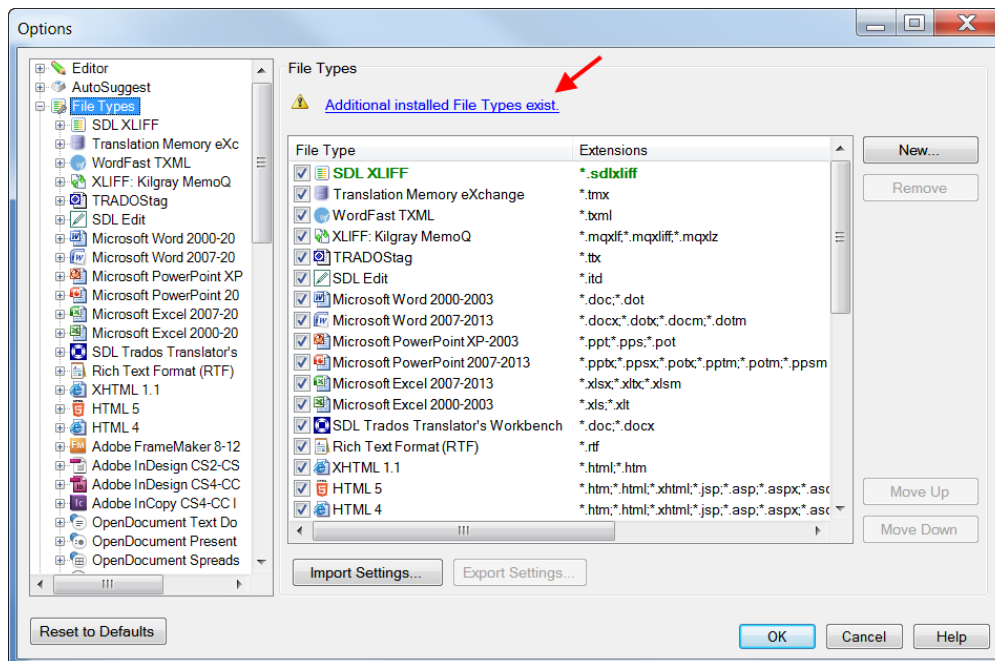 Options
Editor
AutoSuggest
File Types
SDL XLIFF
Translation Memory eXc
WordFast TXML
XLIFF: Kilgray MemoQ
TRADOStag
SDL Edit
Microsoft Word 2000-20
Microsoft Word 2007-20
Microsoft PowerPoint XP
Microsoft PowerPoint 20
Microsoft Excel 2007-20
Microsoft Excel 2000-20
SDL Trados Translator's
Rich Text Format (RTF)
XHTML 1.1
HTML 5
HTML 4
Adobe FrameMaker 8-12
Adobe InDesign CS2-CS
Adobe InDesign CS4-CC
Adobe InCopy CS4-CC I
OpenDocument Text Do
OpenDocument Present
OpenDocument Spreads
Reset to Defaults
File Types
Additional installed File Types exist.
File Type Extensions
SDL XLIFF *.sdlxliff
Translation Memory eXchange *.tmx
WordFast TXML *.txml
XLIFF: Kilgray MemoQ *.mqxlf;*.mqxliff;*.mqxlz
TRADOStag *.ttx
SDL Edit *.itd
Microsoft Word 2000-2003 *.doc;*.dot
Microsoft Word 2007-2013 *.docx;*.dotx;*.docm;*.dotm
Microsoft PowerPoint XP-2003 *.ppt;*.pps;*.pot
Microsoft PowerPoint 2007-2013 *.pptx;*.ppsx;*.potx;*.pptm;*.potm;*.ppsm
Microsoft Excel 2007-2013 *.xlsx;*.xltx;*.xlsm
Microsoft Excel 2000-2003 *.xls;*.xlt
SDL Trados Translator's Workbench *.doc;*.docx
Rich Text Format (RTF) *.rtf
XHTML 1.1 *.html;*.htm
HTML 5 *.htm;*.html;*.xhtml;*.jsp;*.asp;*.aspx;*.asc
HTML 4 *.htm;*.html;*.xhtml;*.jsp;*.asp;*.aspx;*.asc
New...
Remove
Move Up
Move Down
Import Settings...
Export Settings...
OK
Cancel
Help